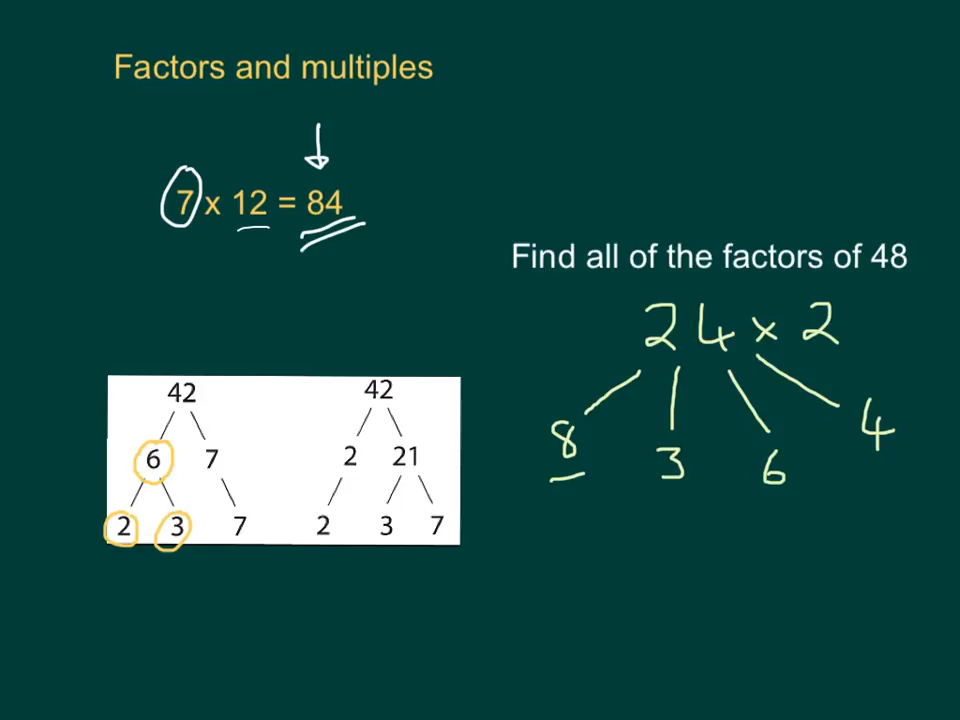 Factors and multiples
7 x 12 = 84
Find all of the factors of 48
24 x 2
8 3 6 4
42 42
6 7 2 21
2 3 7 2 3 7